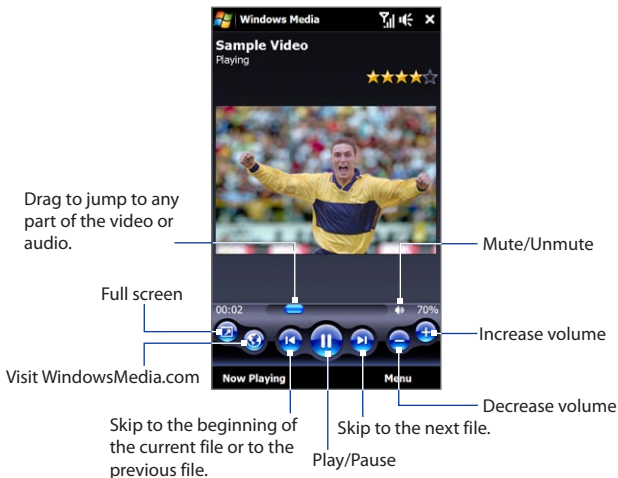 Windows Media
Sample Video
Playing
Drag to jump to any
part of the video or
audio.
Mute/Unmute
Full screen
00:02
70%
Increase volume
Visit WindowsMedia.com
Now Playing
Menu
Decrease volume
Skip to the beginning of
the current file or to the
previous file.
Skip to the next file.
Play/Pause